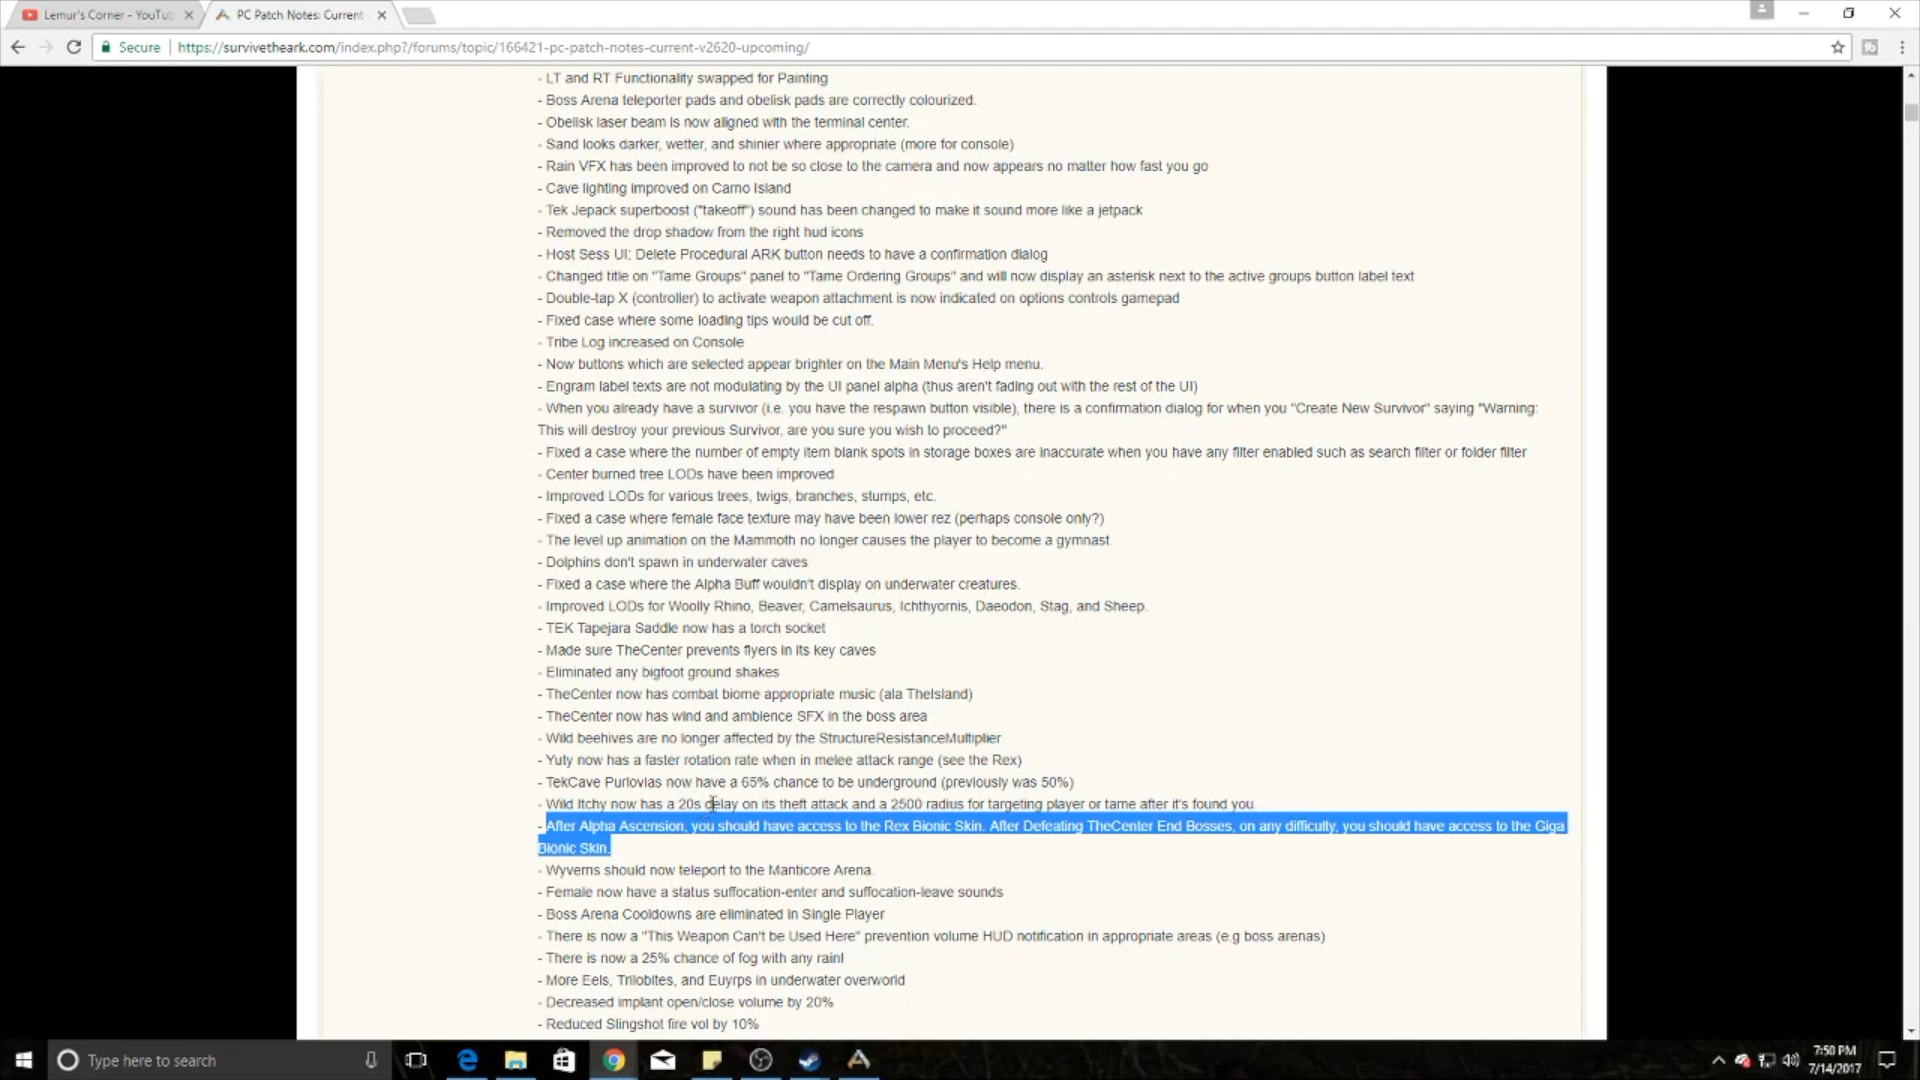 Lemur's Corner - YouTub
PC Patch Notes: Current
Secure | https://survivetheark.com/index.php?/forums/topic/166421-pc-patch-notes-current-v2620-upcoming/
- LT and RT Functionality swapped for Painting
- Boss Arena teleporter pads and obelisk pads are correctly colourized.
- Obelisk laser beam is now aligned with the terminal center.
- Sand looks darker, wetter, and shinier where appropriate (more for console)
- Rain VFX has been improved to not be so close to the camera and now appears no matter how fast you go
- Cave lighting improved on Carno Island
- Tek Jepack superboost ("takeoff") sound has been changed to make it sound more like a jetpack
- Removed the drop shadow from the right hud icons
- Host Sess UI: Delete Procedural ARK button needs to have a confirmation dialog
- Changed title on "Tame Groups" panel to "Tame Ordering Groups" and will now display an asterisk next to the active groups button label text
- Double-tap X (controller) to activate weapon attachment is now indicated on options controls gamepad
- Fixed case where some loading tips would be cut off.
- Tribe Log increased on Console
- Now buttons which are selected appear brighter on the Main Menu's Help menu.
- Engram label texts are not modulating by the UI panel alpha (thus aren't fading out with the rest of the UI)
- When you already have a survivor (i.e. you have the respawn button visible), there is a confirmation dialog for when you "Create New Survivor" saying "Warning:
This will destroy your previous Survivor, are you sure you wish to proceed?"
- Fixed a case where the number of empty item blank spots in storage boxes are inaccurate when you have any filter enabled such as search filter or folder filter
- Center burned tree LODs have been improved
- Improved LODs for various trees, twigs, branches, stumps, etc.
- Fixed a case where female face texture may have been lower rez (perhaps console only?)
- The level up animation on the Mammoth no longer causes the player to become a gymnast.
- Dolphins don't spawn in underwater caves
- Fixed a case where the Alpha Buff wouldn't display on underwater creatures.
- Improved LODs for Woolly Rhino, Beaver, Camelsaurus, Ichthyornis, Daeodon, Stag, and Sheep.
- TEK Tapejara Saddle now has a torch socket
- Made sure TheCenter prevents flyers in its key caves
- Eliminated any bigfoot ground shakes
- TheCenter now has combat biome appropriate music (ala TheIsland)
- TheCenter now has wind and ambience SFX in the boss area
- Wild beehives are no longer affected by the StructureResistanceMultiplier
- Yuty now has a faster rotation rate when in melee attack range (see the Rex)
- TekCave Purlovias now have a 65% chance to be underground (previously was 50%)
- Wild Itchy now has a 20s delay on its theft attack and a 2500 radius for targeting player or tame after it's found you
- After Alpha Ascension, you should have access to the Rex Bionic Skin. After Defeating TheCenter End Bosses, on any difficulty, you should have access to the Giga
Bionic Skin.
- Wyverns should now teleport to the Manticore Arena.
- Female now have a status suffocation-enter and suffocation-leave sounds
- Boss Arena Cooldowns are eliminated in Single Player
- There is now a "This Weapon Can't be Used Here" prevention volume HUD notification in appropriate areas (e.g boss arenas)
- There is now a 25% chance of fog with any rain!
- More Eels, Trilobites, and Euyrps in underwater overworld
- Decreased implant open/close volume by 20%
- Reduced Slingshot fire vol by 10%
Type here to search
7:50 PM
7/14/2017